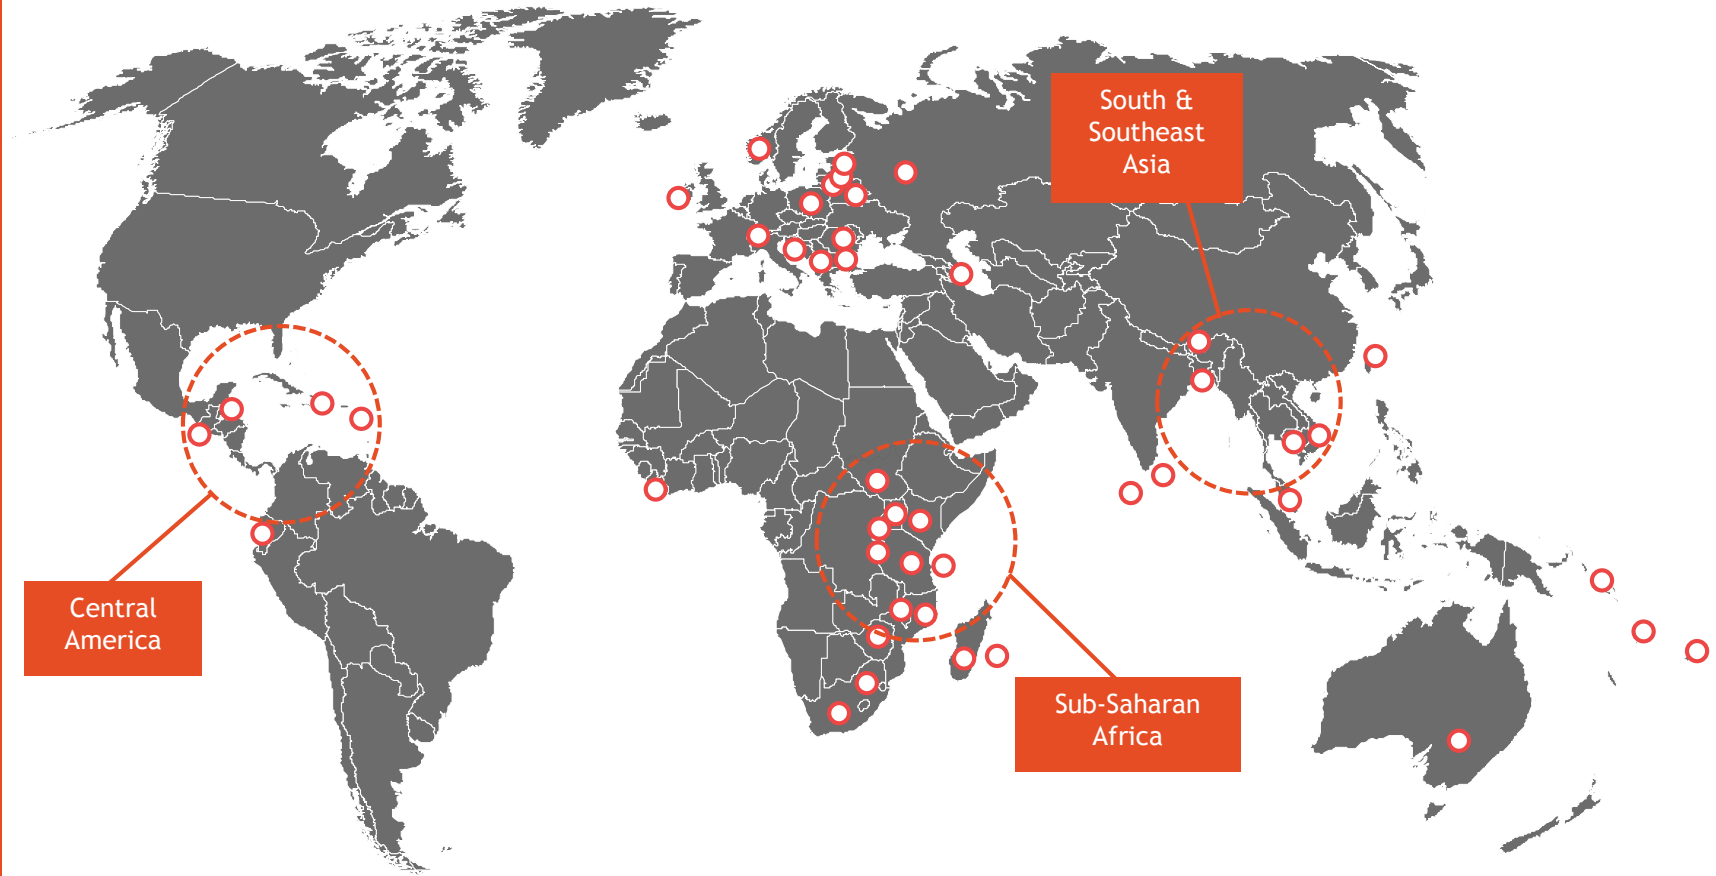 South &
Southeast
Asia
Central
America
Sub-Saharan
Africa